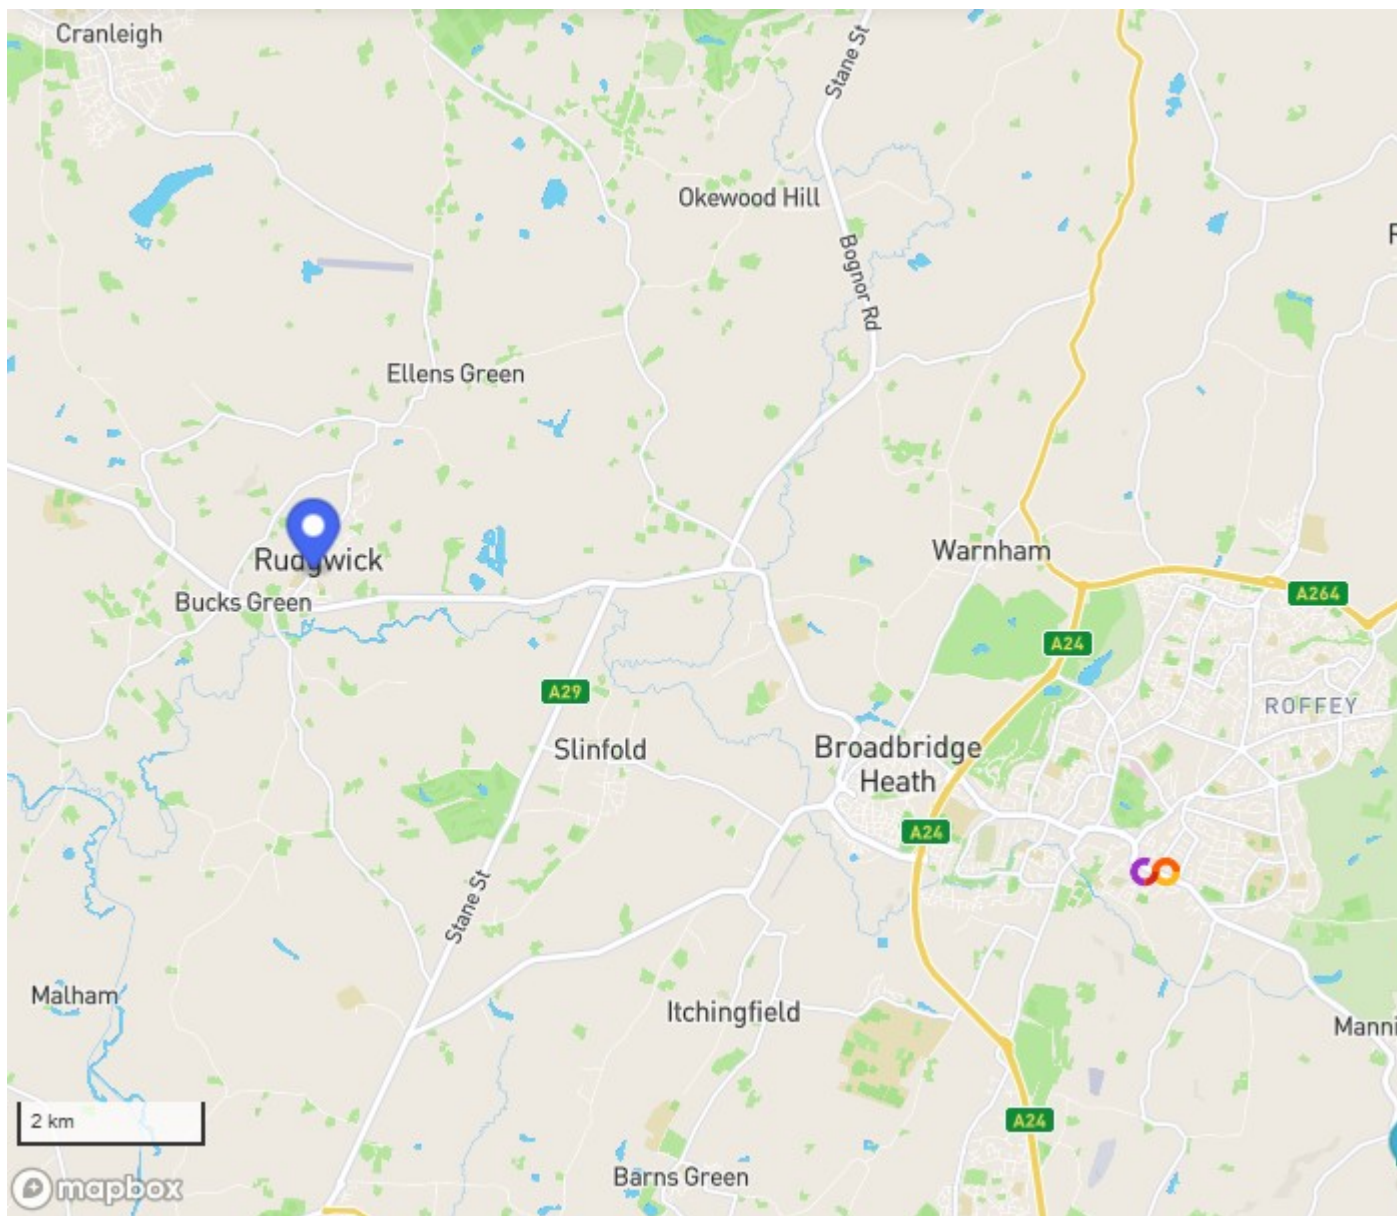 Cranleigh
Stane St
Okewood Hill
Bognor Rd
Ellens Green
Rudgwick
Warnham
Bucks Green
A264
A24
A29
ROFFEY
Slinfold
Broadbridge
Heath
A24
Stane St
Malham
Itchingfield
Manni
2 km
A24
Barns Green
mapbox